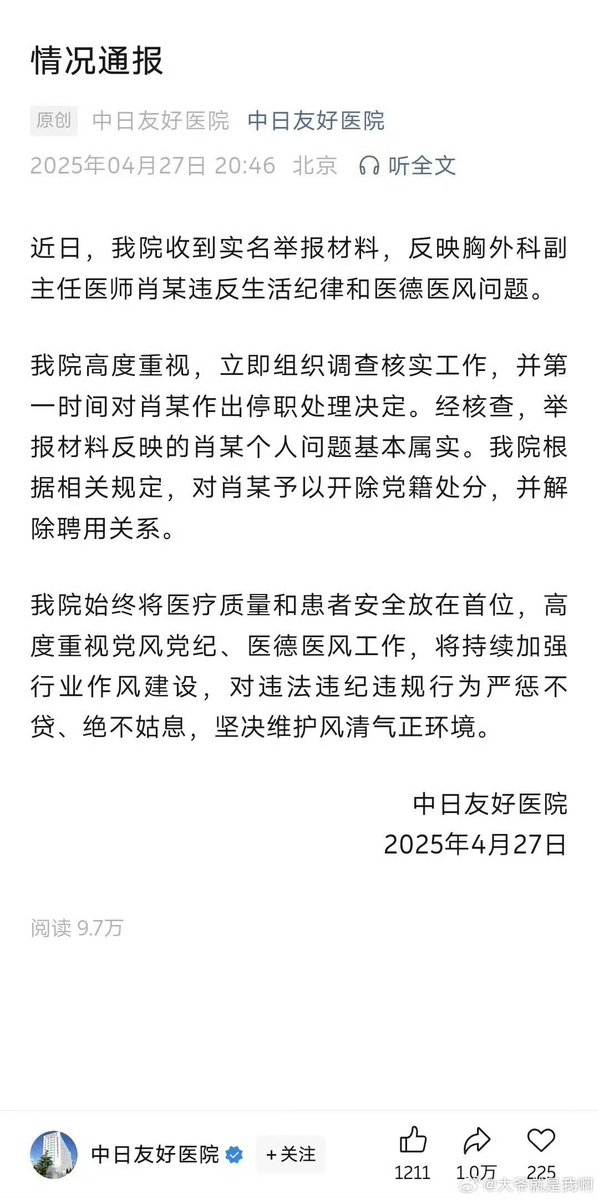 情况通报
原创 中日友好医院 中日友好医院
2025年04月27日 20:46 北京 听全文
近日，我院收到实名举报材料，反映胸外科副
主任医师肖某违反生活纪律和医德医风问题。
我院高度重视，立即组织调查核实工作，并第
一时间对肖某作出停职处理决定。经核查，举
报材料反映的肖某个人问题基本属实。我院根
据相关规定，对肖某予以开除党籍处分，并解
除聘用关系。
我院始终将医疗质量和患者安全放在首位，高
度重视党风党纪、医德医风工作，将持续加强
行业作风建设，对违法违纪违规行为严惩不
贷、绝不姑息，坚决维护风清气正环境。
中日友好医院
2025年4月27日
阅读 9.7万
中日友好医院 +关注 1211 1.0万 225
@夫爷就是我啊